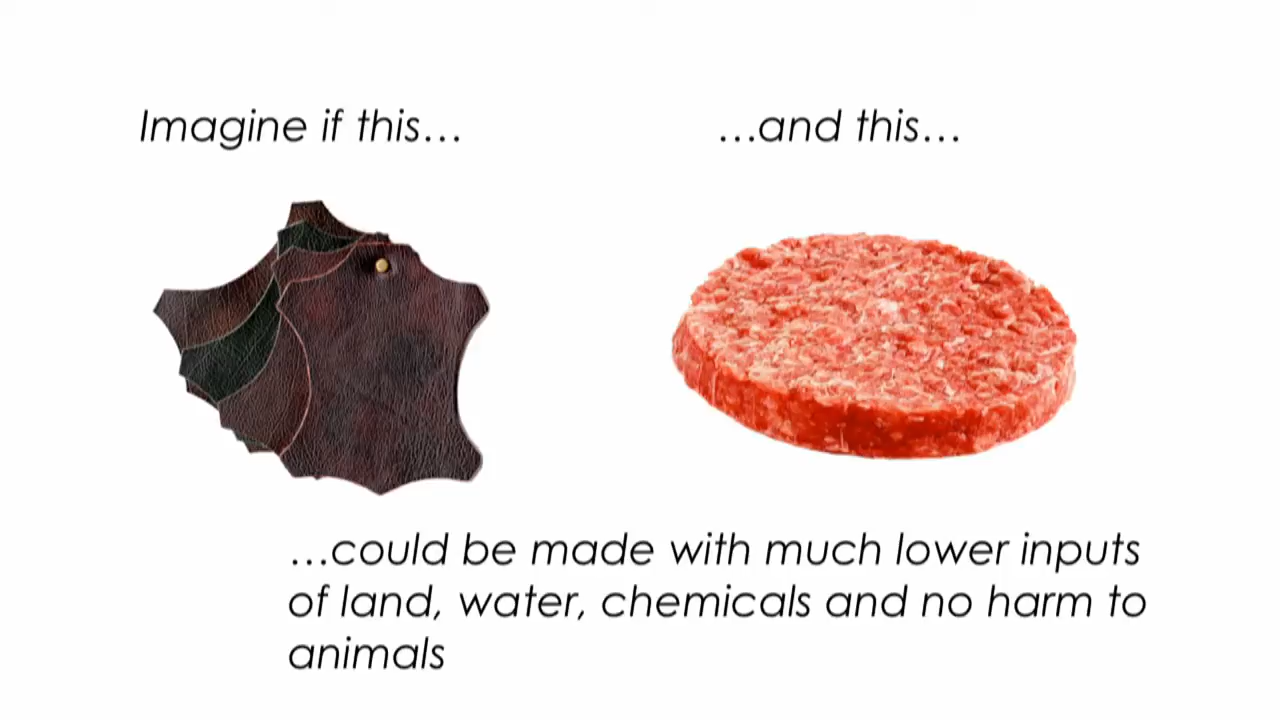 Imagine if this...
...and this...
...could be made with much lower inputs
of land, water, chemicals and no harm to
animals